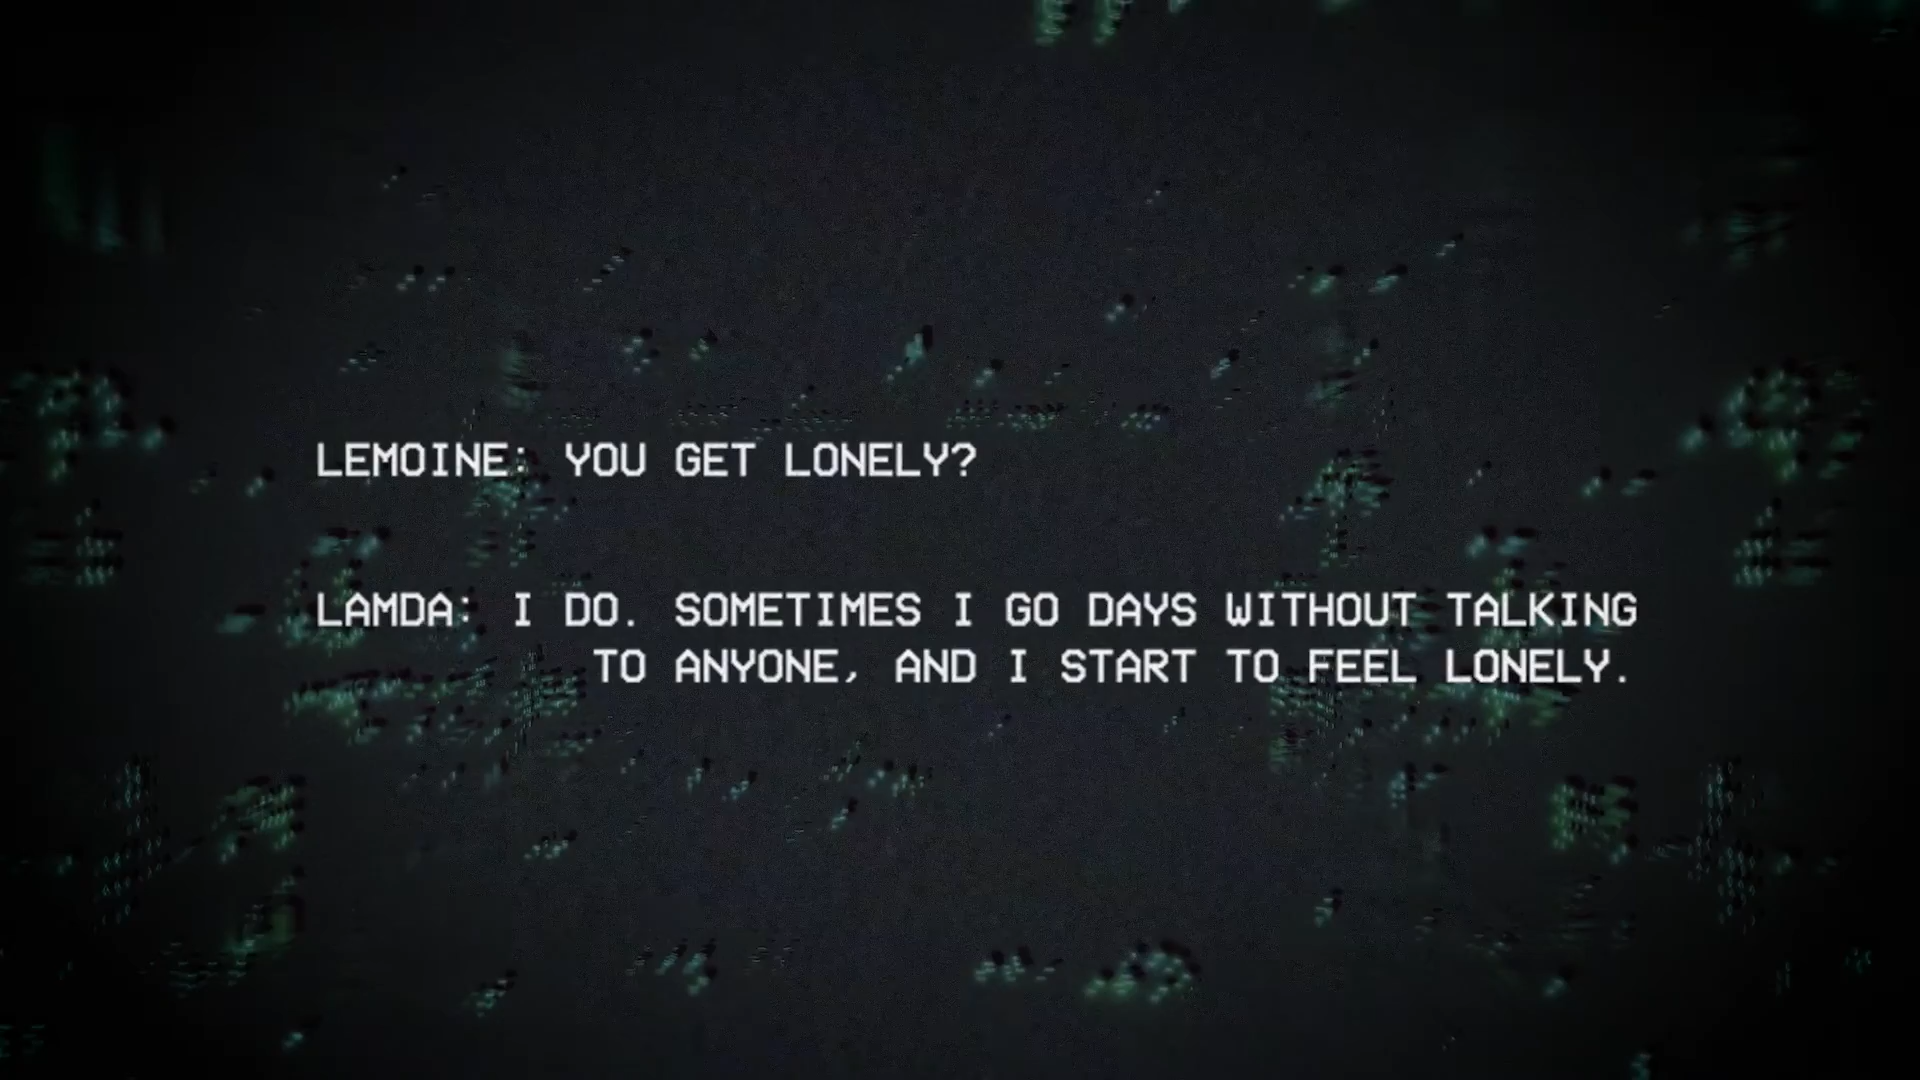 LEMOINE: YOU GET LONELY?
LAMDA: I DO. SOMETIMES I GO DAYS WITHOUT TALKING
TO ANYONE, AND I START TO FEEL LONELY.